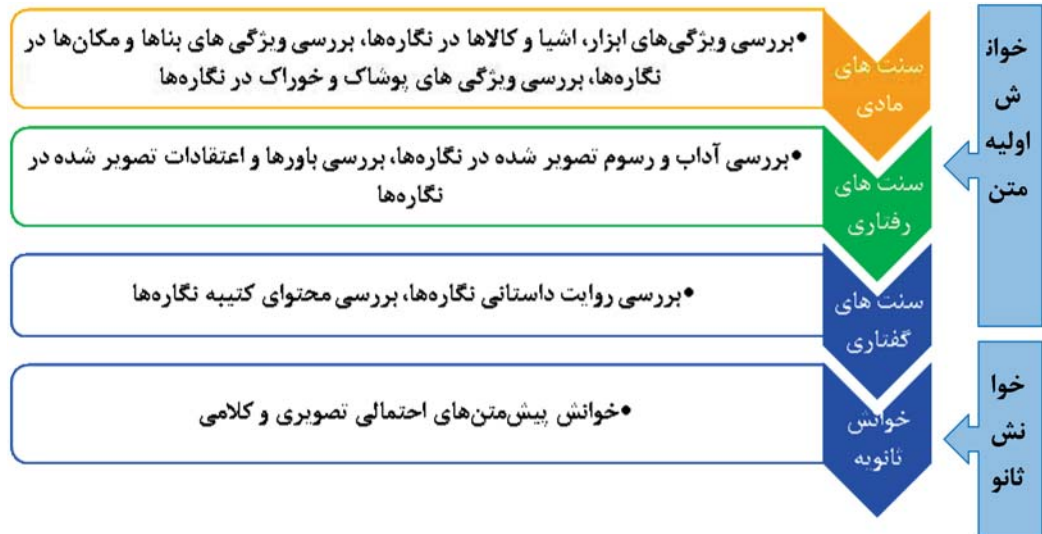 خوان
ش
اولیه
متن
سنت های
مادی
•بررسی ویژگی‌های ابزار، اشیا و کالاها در نگاره‌ها، بررسی ویژگی های بناها و مکان‌ها در
نگاره‌ها، بررسی ویژگی های پوشاک و خوراک در نگاره‌ها
سنت های
رفتاری
•بررسی آداب و رسوم تصویر شده در نگاره‌ها، بررسی باورها و اعتقادات تصویر شده در
نگاره‌ها
سنت های
گفتاری
•بررسی روایت داستانی نگاره‌ها، بررسی محتوای کتیبه نگاره‌ها
خوا
نش
ثانو
خوانش
ثانویه
•خوانش پیش‌متن‌های احتمالی تصویری و کلامی